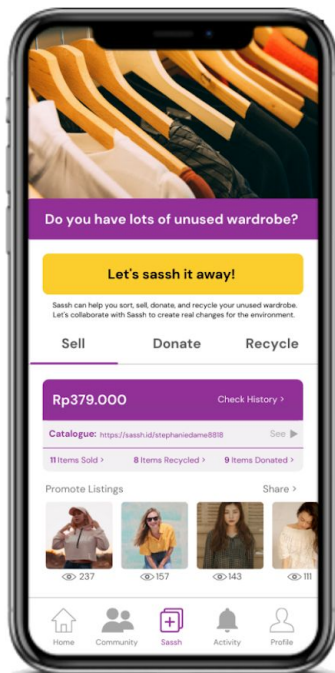 Do you have lots of unused wardrobe?
Let's sassh it away!
Sassh can help you sort, sell, donate, and recycle your unused wardrobe.
Let's collaborate with Sassh to create real changes for the environment.
Sell Donate Recycle
Rp379.000 Check History >
Catalogue: https://sassh.id/stephaniedame8818 See ▶
11 Items Sold > 8 Items Recycled > 9 Items Donated >
Promote Listings Share >
237 157 143 111
Home Community Sassh Activity Profile